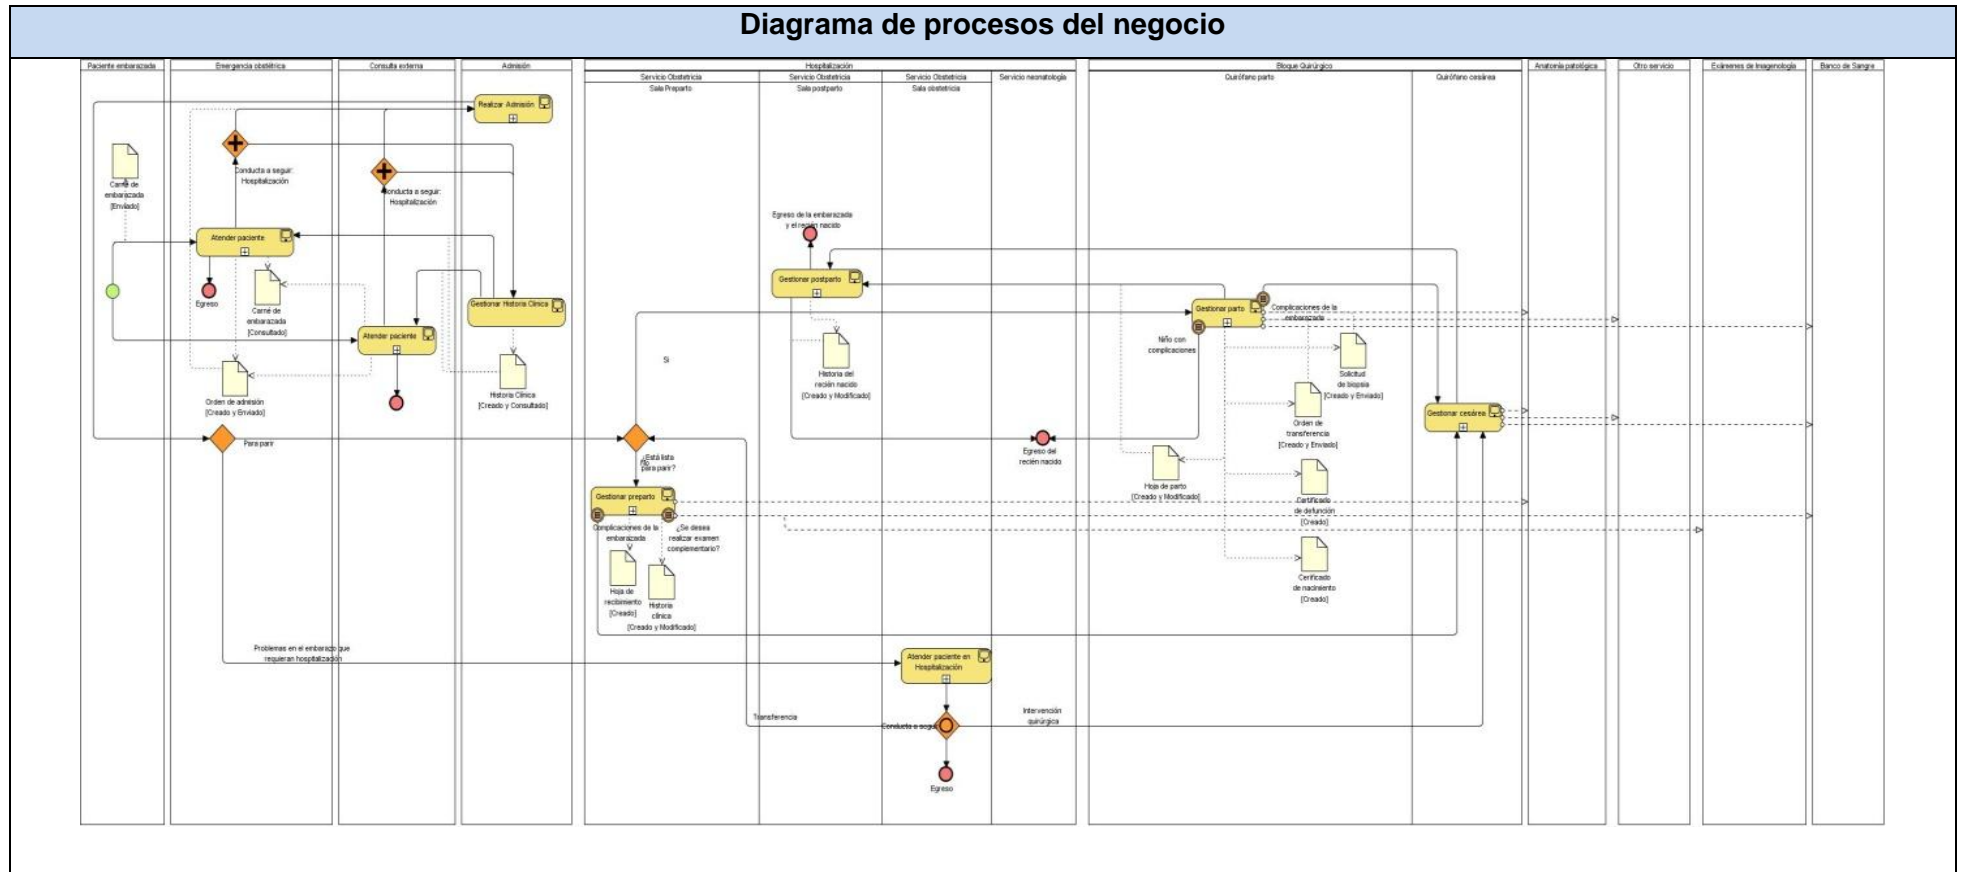 Diagrama de procesos del negocio
Paciente embarazada
Emergencia obstétrica
Consulta externa
Admisión
Hospitalización
Servicio Obstetricia
Sala Preparto
Servicio Obstetricia
Sala postparto
Servicio Obstetricia
Sala obstetricia
Servicio neonatología
Bloque Quirúrgico
Quirófano parto
Quirófano cesárea
Anatomía patológica
Otro servicio
Exámenes de Imagenología
Banco de Sangre
Realizar Admisión
Conducta a seguir:
Hospitalización
Conducta a seguir:
Hospitalización
Carné de
embarazada
[Enviado]
Atender paciente
Egreso
Carné de
embarazada
[Consultado]
Atender paciente
Gestionar Historia Clínica
Orden de admisión
[Creado y Enviado]
Historia Clínica
[Creado y Consultado]
Para parir
Problemas en el embarazo que
requieran hospitalización
Si
¿Está lista
para parir?
No
Gestionar preparto
Complicaciones de la
embarazada
¿Se desea
realizar examen
complementario?
Hoja de
recibimiento
[Creado]
Historia
clínica
[Creado y Modificado]
Egreso de la embarazada
y el recién nacido
Gestionar postparto
Historia del
recién nacido
[Creado y Modificado]
Egreso del
recién nacido
Atender paciente en
Hospitalización
Transferencia
Conducta a seguir
Intervención
quirúrgica
Egreso
Gestionar parto
Complicaciones de la
embarazada
Niño con
complicaciones
Solicitud
de biopsia
[Creado y Enviado]
Orden de
transferencia
[Creado y Enviado]
Hoja de parto
[Creado y Modificado]
Certificado
de defunción
[Creado]
Cerificado
de nacimiento
[Creado]
Gestionar cesárea